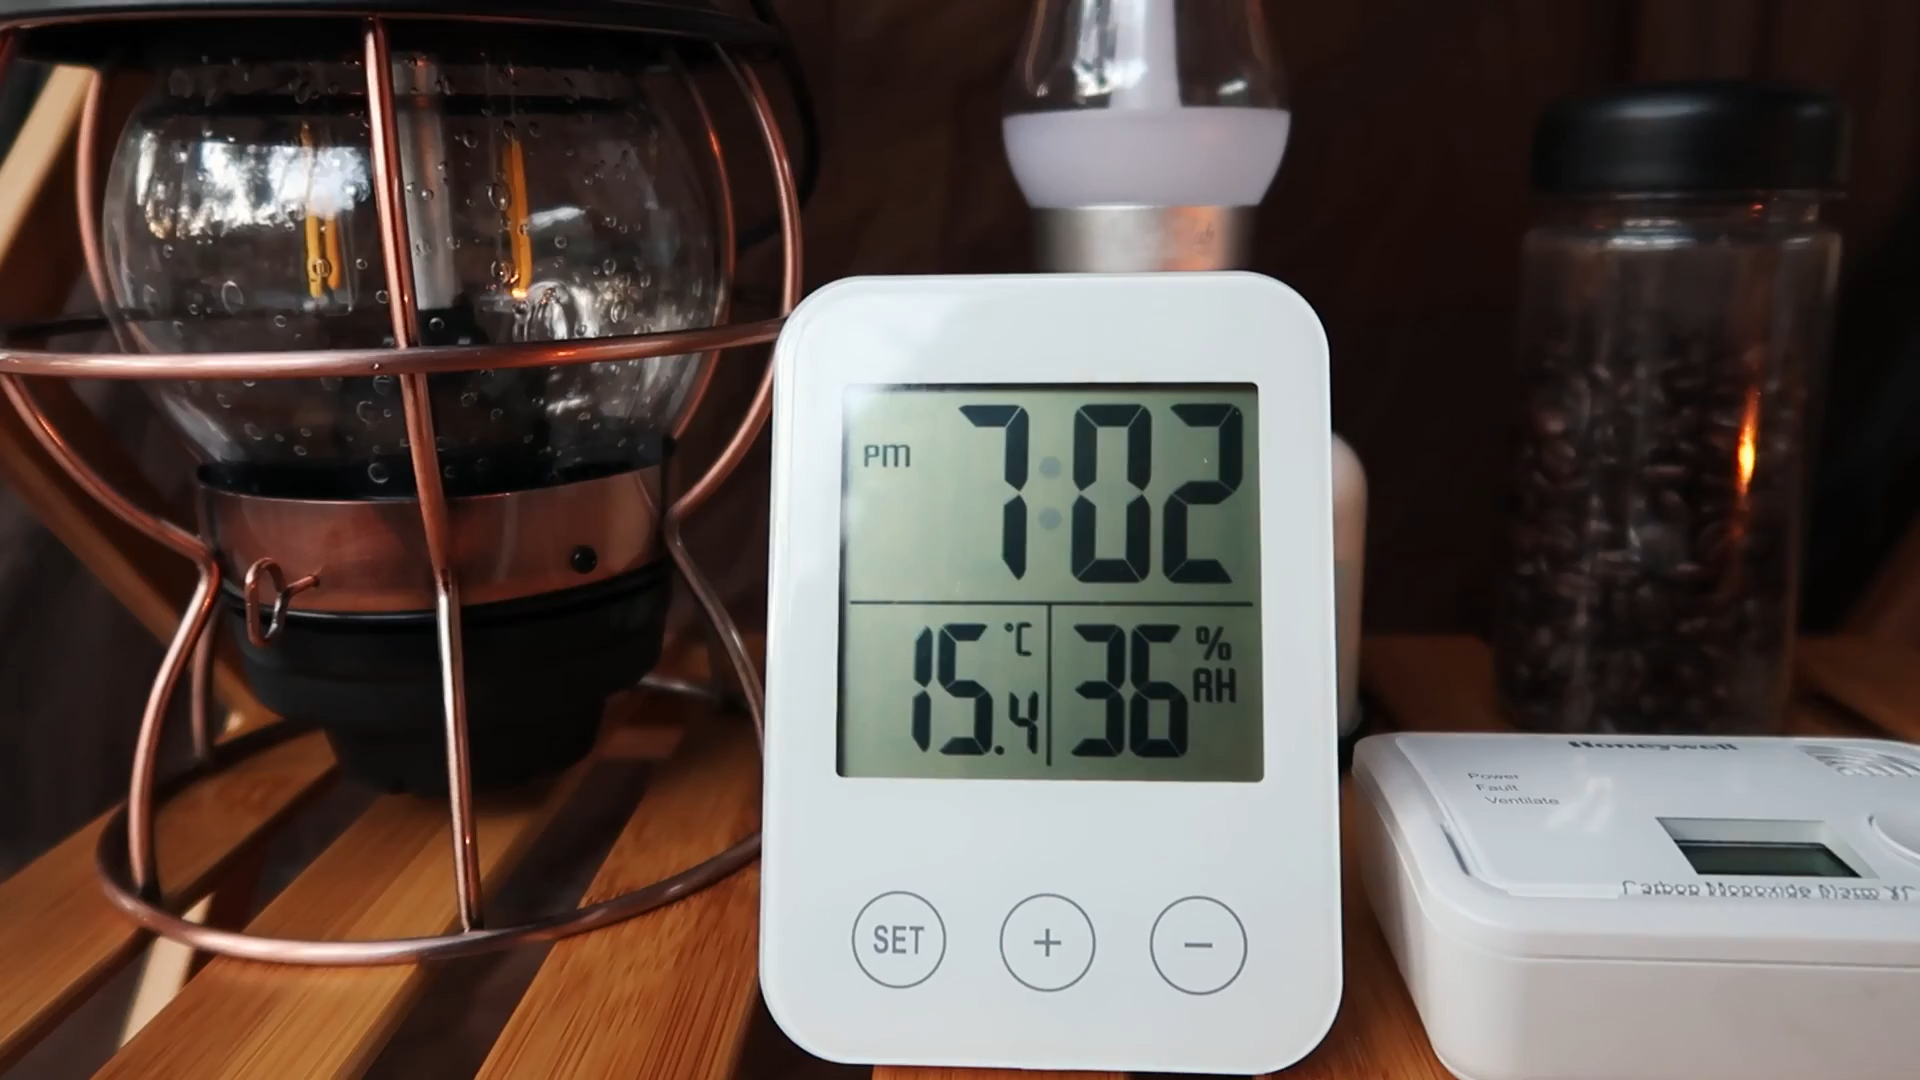 PM 7:02
15.4 °C 36 % RH
SET + −
Honeywell
Power
Fault
Ventilate
Carbon Monoxide Alarm